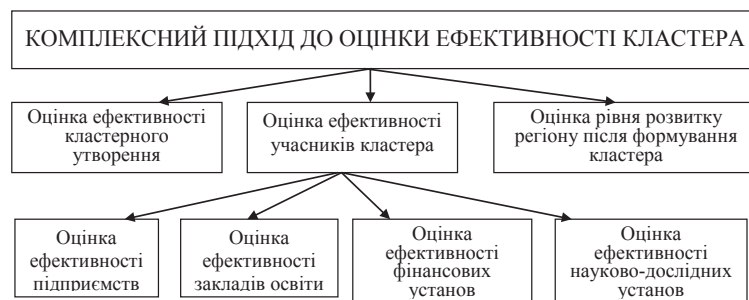 КОМПЛЕКСНИЙ ПІДХІД ДО ОЦІНКИ ЕФЕКТИВНОСТІ КЛАСТЕРА
Оцінка ефективності
кластерного
утворення
Оцінка ефективності
учасників кластера
Оцінка рівня розвитку
регіону після формування
кластера
Оцінка
ефективності
підприємств
Оцінка
ефективності
закладів освіти
Оцінка
ефективності
фінансових
установ
Оцінка
ефективності
науково-дослідних
установ